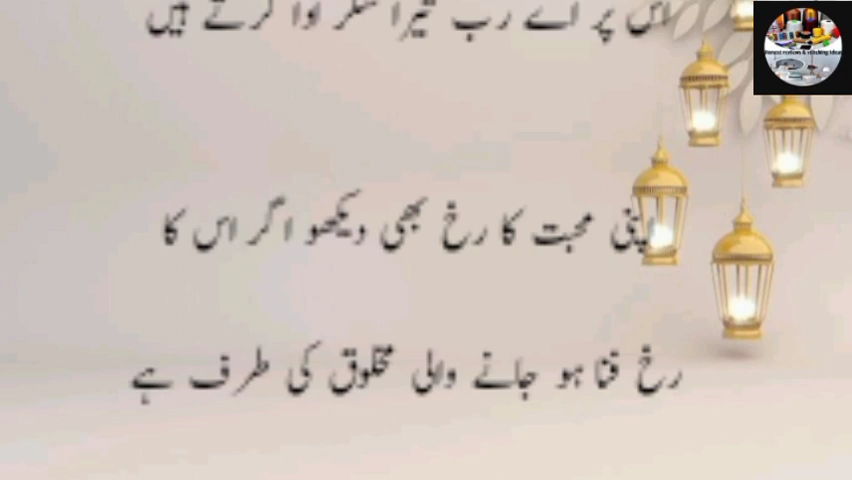 اس پر اے رب تیرا شکر ادا کرتے ہیں
اپنی محبت کا رخ بھی دیکھو اگر اس کا
رخ فنا ہو جانے والی مخلوق کی طرف ہے